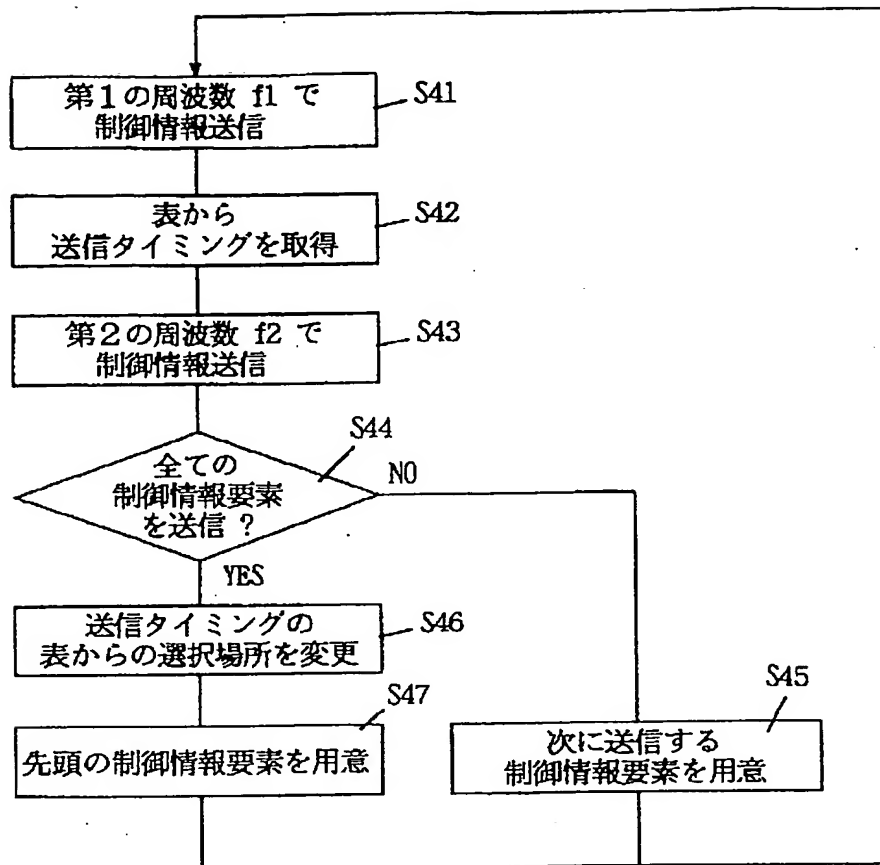 第1の周波数 f1 で
制御情報送信
S41
表から
送信タイミングを取得
S42
第2の周波数 f2 で
制御情報送信
S43
S44
全ての
制御情報要素
を送信 ?
NO
YES
送信タイミングの
表からの選択場所を変更
S46
S47
先頭の制御情報要素を用意
S45
次に送信する
制御情報要素を用意